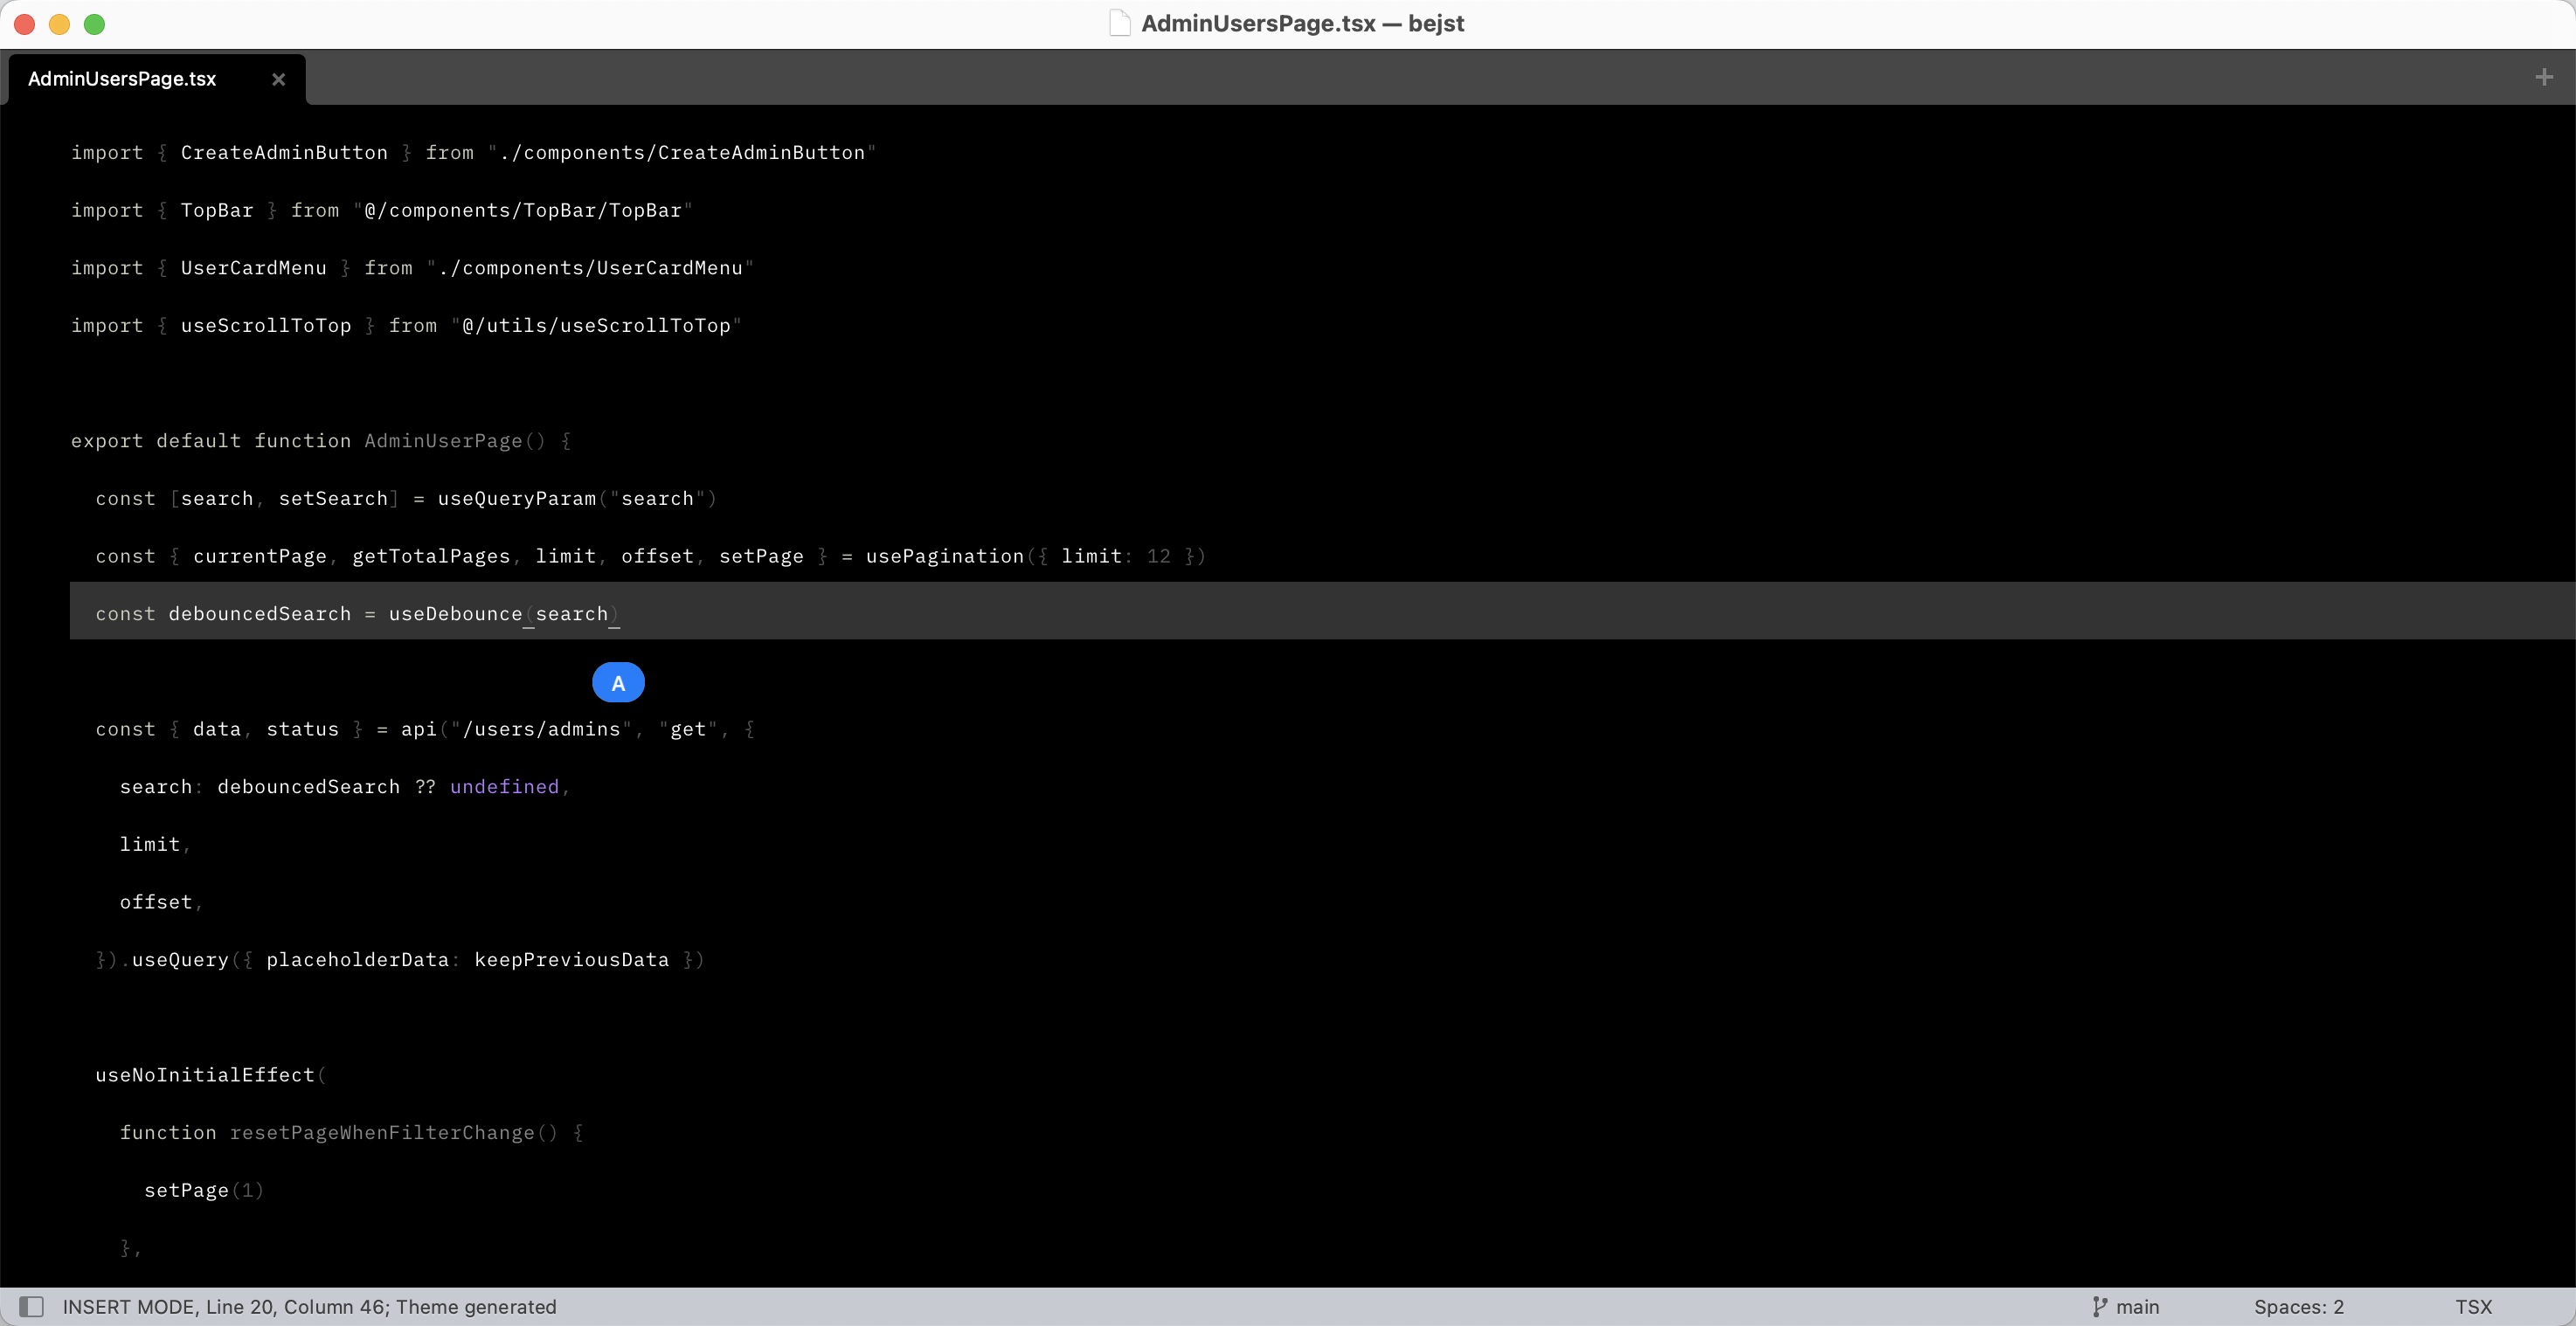 AdminUsersPage.tsx — bejst
AdminUsersPage.tsx
import { CreateAdminButton } from "./components/CreateAdminButton"
import { TopBar } from "@/components/TopBar/TopBar"
import { UserCardMenu } from "./components/UserCardMenu"
import { useScrollToTop } from "@/utils/useScrollToTop"
export default function AdminUserPage() {
const [search, setSearch] = useQueryParam("search")
const { currentPage, getTotalPages, limit, offset, setPage } = usePagination({ limit: 12 })
const debouncedSearch = useDebounce(search)
A
const { data, status } = api("/users/admins", "get", {
search: debouncedSearch ?? undefined,
limit,
offset,
}).useQuery({ placeholderData: keepPreviousData })
useNoInitialEffect(
function resetPageWhenFilterChange() {
setPage(1)
},
INSERT MODE, Line 20, Column 46; Theme generated
main
Spaces: 2
TSX